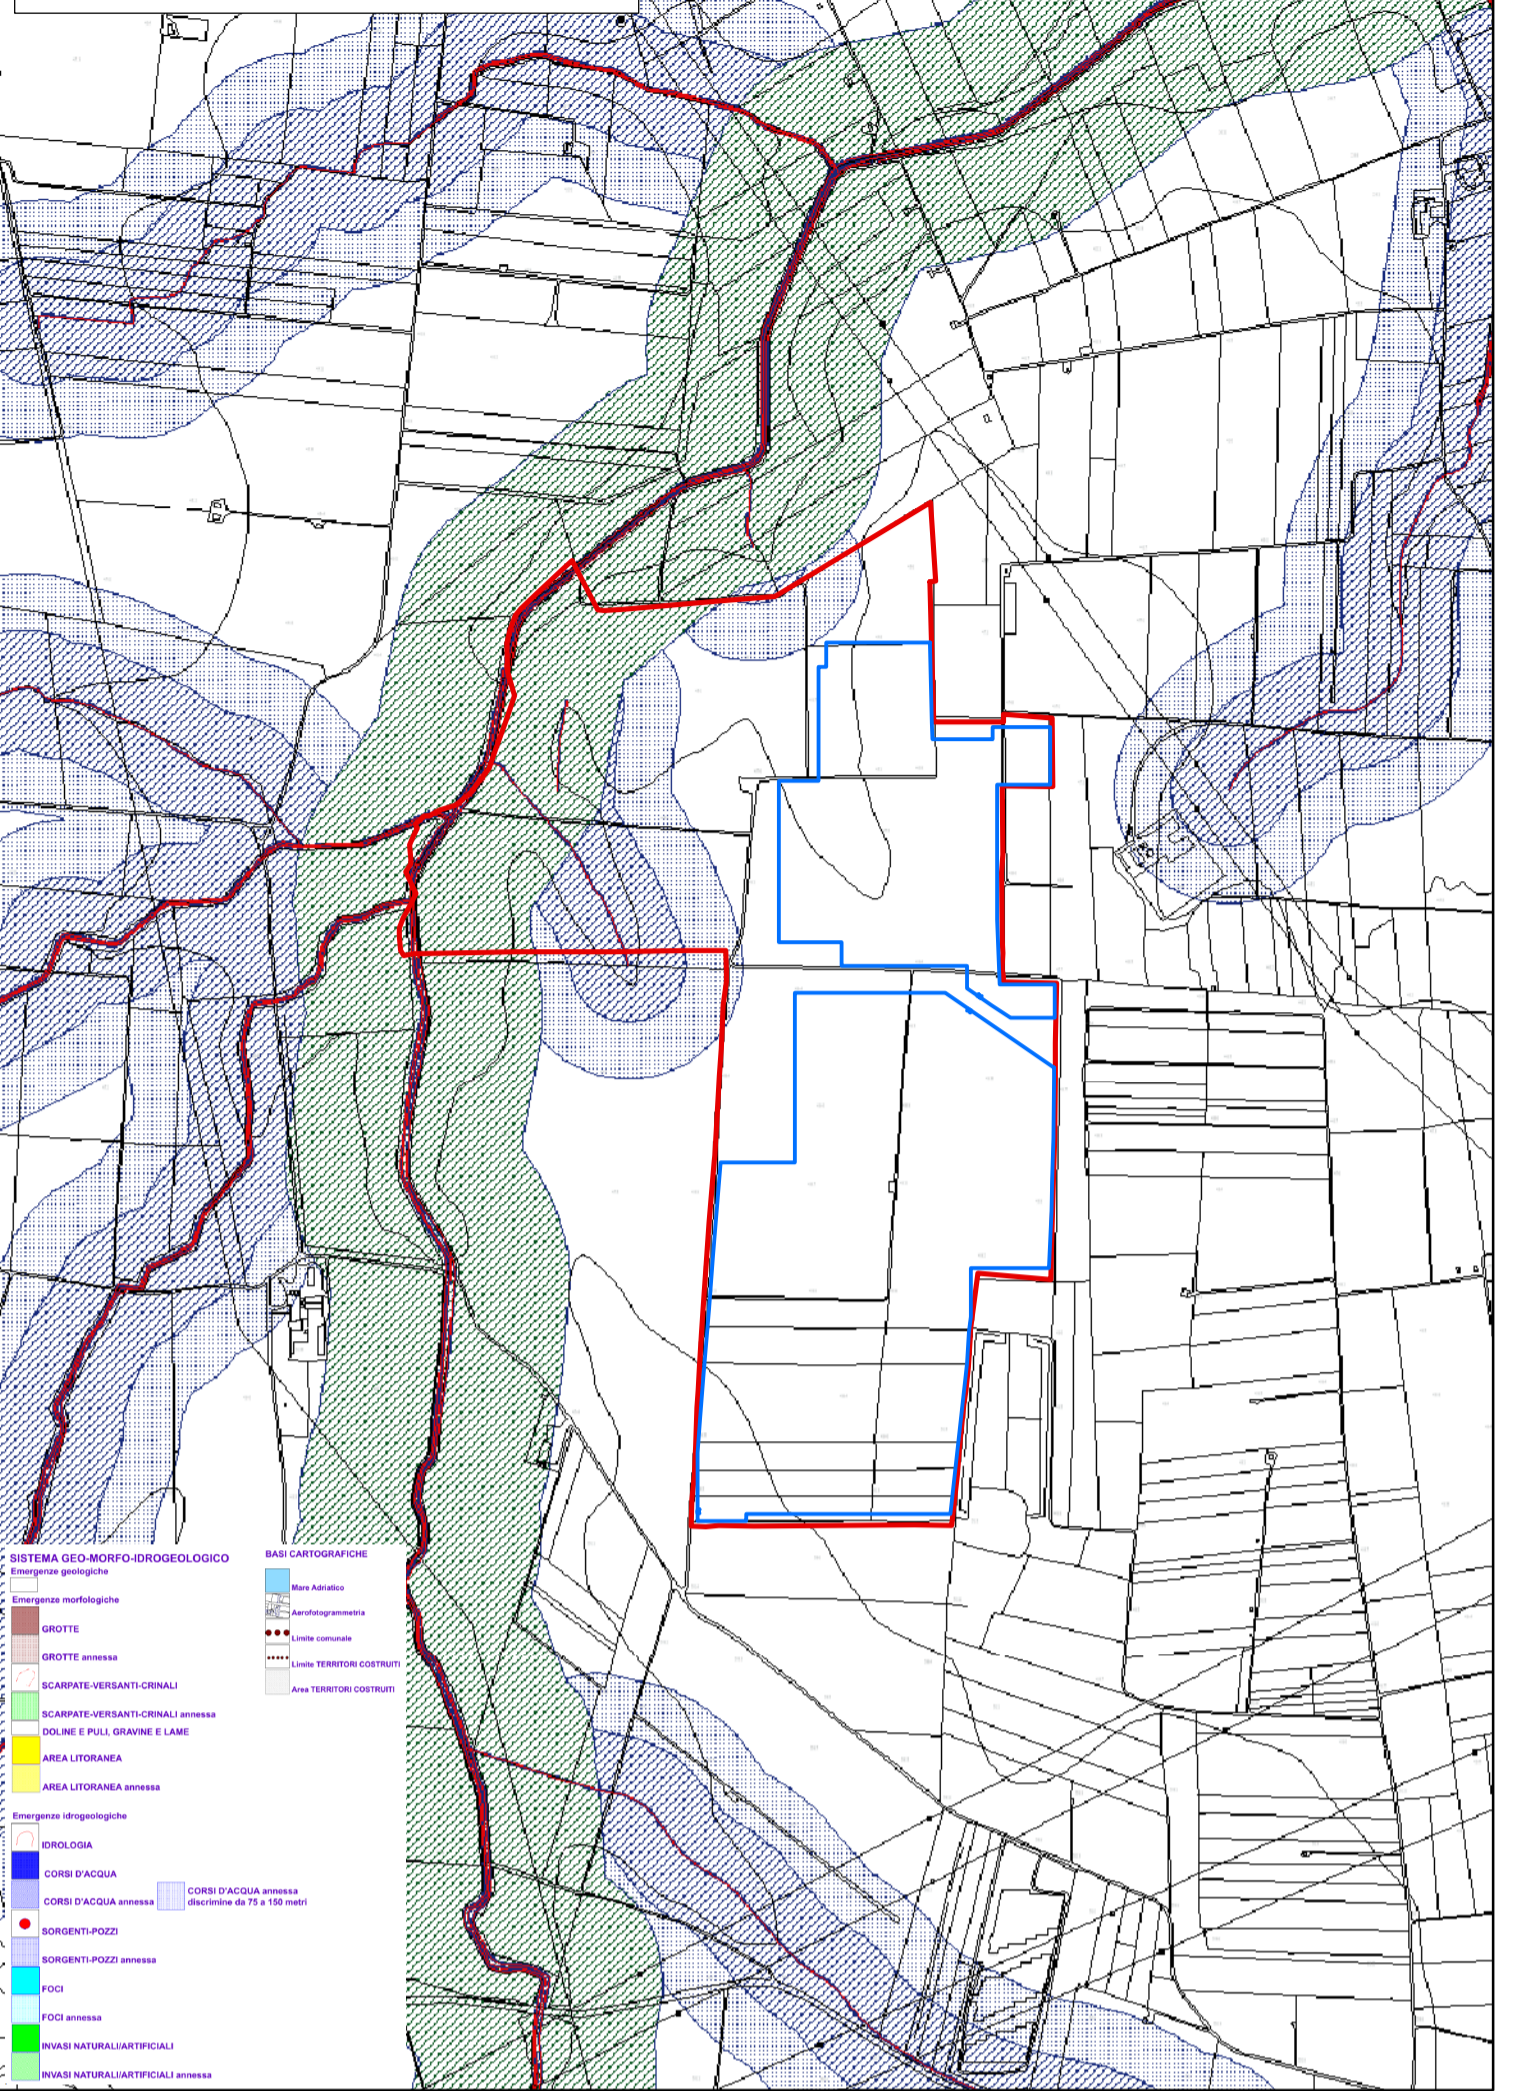 SISTEMA GEO-MORFO-IDROGEOLOGICO
Emergenze geologiche
Emergenze morfologiche
GROTTE
GROTTE annessa
SCARPATE-VERSANTI-CRINALI
SCARPATE-VERSANTI-CRINALI annessa
DOLINE E PULI, GRAVINE E LAME
AREA LITORANEA
AREA LITORANEA annessa
Emergenze idrogeologiche
IDROLOGIA
CORSI D'ACQUA
CORSI D'ACQUA annessa
CORSI D'ACQUA annessa
discrimine da 75 a 150 metri
SORGENTI-POZZI
SORGENTI-POZZI annessa
FOCI
FOCI annessa
INVASI NATURALI/ARTIFICIALI
INVASI NATURALI/ARTIFICIALI annessa
BASI CARTOGRAFICHE
Mare Adriatico
Aerofotogrammetria
Limite comunale
Limite TERRITORI COSTRUITI
Area TERRITORI COSTRUITI